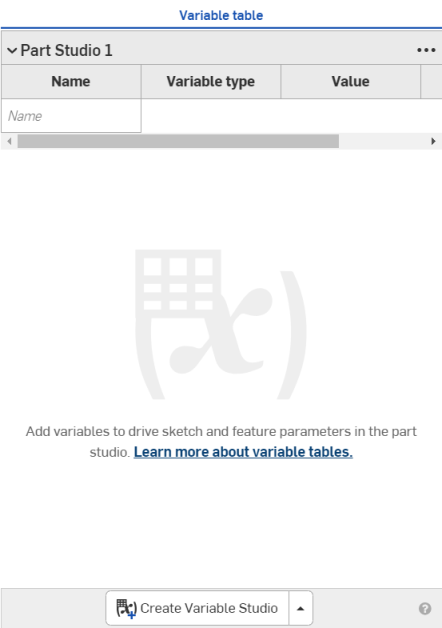 Variable table
Part Studio 1
Name Variable type Value
Name
Add variables to drive sketch and feature parameters in the part
studio. Learn more about variable tables.
Create Variable Studio